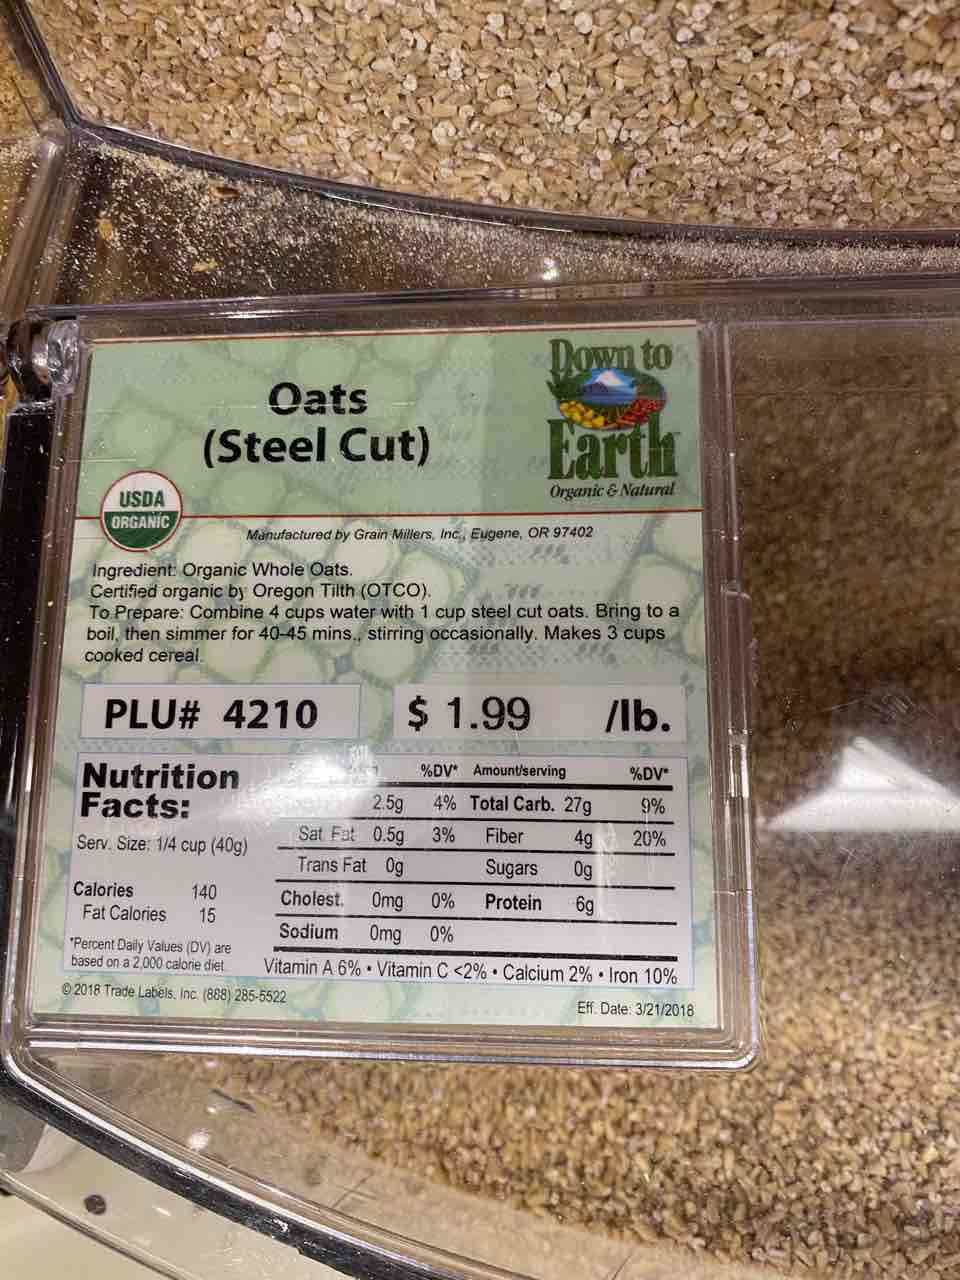 Oats
(Steel Cut)
Down to
Earth
Organic & Natural
USDA
ORGANIC
Manufactured by Grain Millers, Inc., Eugene, OR 97402
Ingredient: Organic Whole Oats.
Certified organic by Oregon Tilth (OTCO).
To Prepare: Combine 4 cups water with 1 cup steel cut oats. Bring to a
boil, then simmer for 40-45 mins., stirring occasionally. Makes 3 cups
cooked cereal.
PLU# 4210
$ 1.99 /lb.
Nutrition
Facts:
Serv. Size: 1/4 cup (40g)
Calories 140
Fat Calories 15
*Percent Daily Values (DV) are
based on a 2,000 calorie diet.
%DV* Amount/serving %DV*
2.5g 4% Total Carb. 27g 9%
Sat. Fat 0.5g 3% Fiber 4g 20%
Trans Fat 0g Sugars 0g
Cholest. 0mg 0% Protein 6g
Sodium 0mg 0%
Vitamin A 6% • Vitamin C <2% • Calcium 2% • Iron 10%
© 2018 Trade Labels, Inc. (888) 285-5522
Eff. Date: 3/21/2018